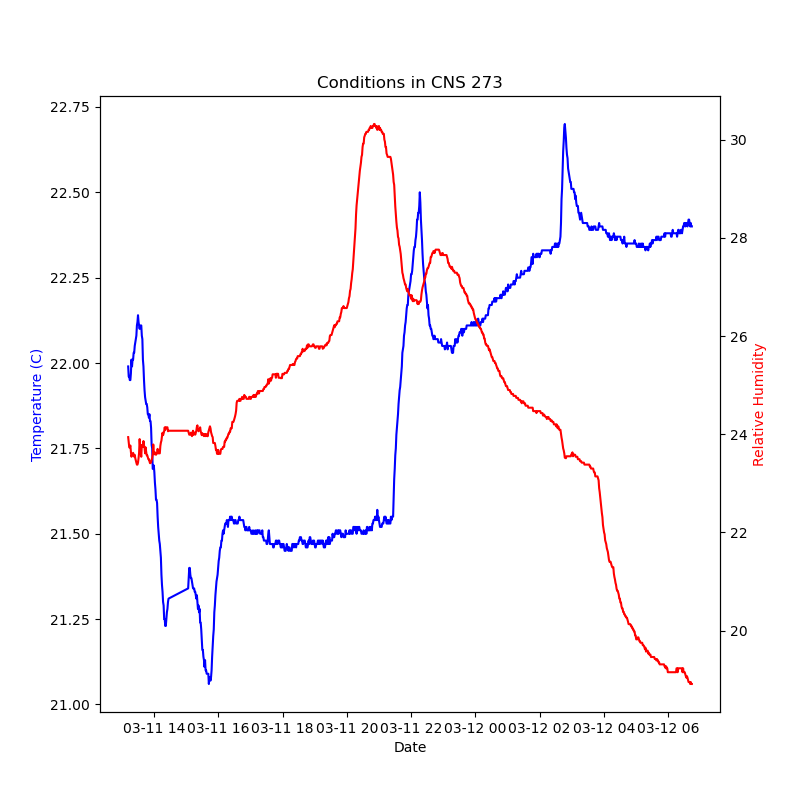 Conditions in CNS 273
22.75
22.50
22.25
22.00
21.75
21.50
21.25
21.00
Temperature (C)
30
28
26
24
22
20
Relative Humidity
03-11 14 03-11 16 03-11 18 03-11 20 03-11 22 03-12 00 03-12 02 03-12 04 03-12 06
Date